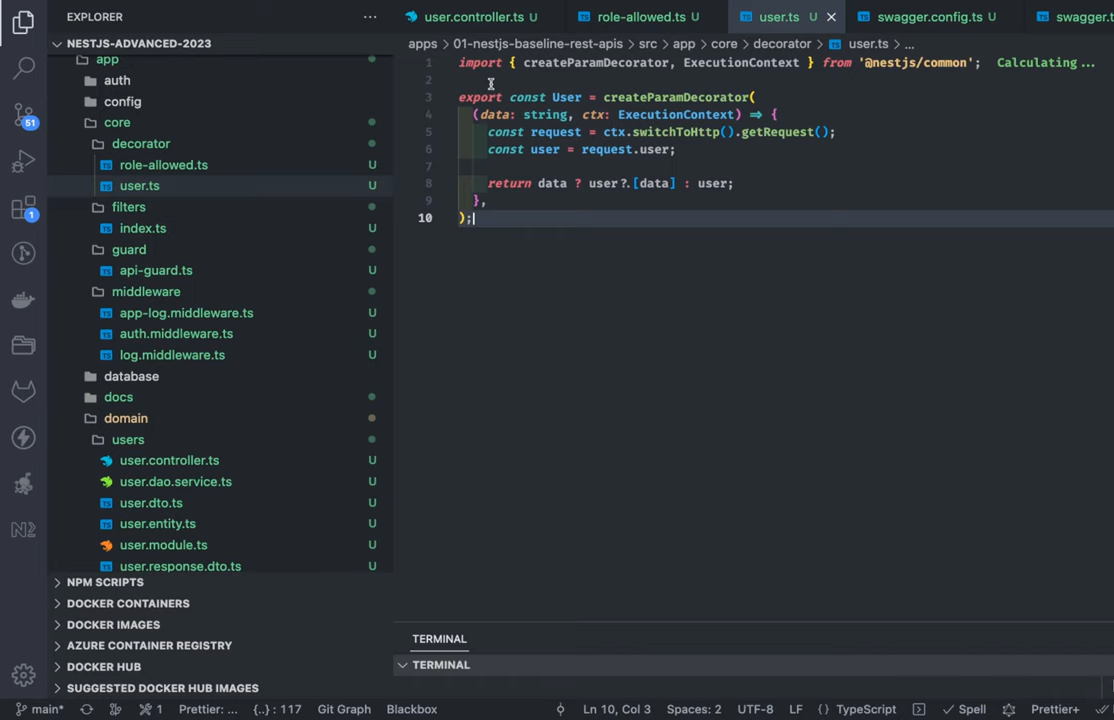 EXPLORER
NESTJS-ADVANCED-2023
app
auth
config
core
decorator
role-allowed.ts U
user.ts U
filters
index.ts U
guard
api-guard.ts U
middleware
app-log.middleware.ts U
auth.middleware.ts U
log.middleware.ts U
database
docs
domain
users
user.controller.ts U
user.dao.service.ts U
user.dto.ts U
user.entity.ts U
user.module.ts U
user.response.dto.ts U
NPM SCRIPTS
DOCKER CONTAINERS
DOCKER IMAGES
AZURE CONTAINER REGISTRY
DOCKER HUB
SUGGESTED DOCKER HUB IMAGES
51
1
N2
user.controller.ts U role-allowed.ts U TS user.ts U swagger.config.ts U swagger.t
apps > 01-nestjs-baseline-rest-apis > src > app > core > decorator > TS user.ts > ...
1 import { createParamDecorator, ExecutionContext } from '@nestjs/common'; Calculating ...
2
3 export const User = createParamDecorator(
4 (data: string, ctx: ExecutionContext) => {
5 const request = ctx.switchToHttp().getRequest();
6 const user = request.user;
7
8 return data ? user?.[data] : user;
9 },
10 );
TERMINAL
TERMINAL
main* 1 Prettier: ... {..} : 117 Git Graph Blackbox Ln 10, Col 3 Spaces: 2 UTF-8 LF {} TypeScript Spell Prettier+